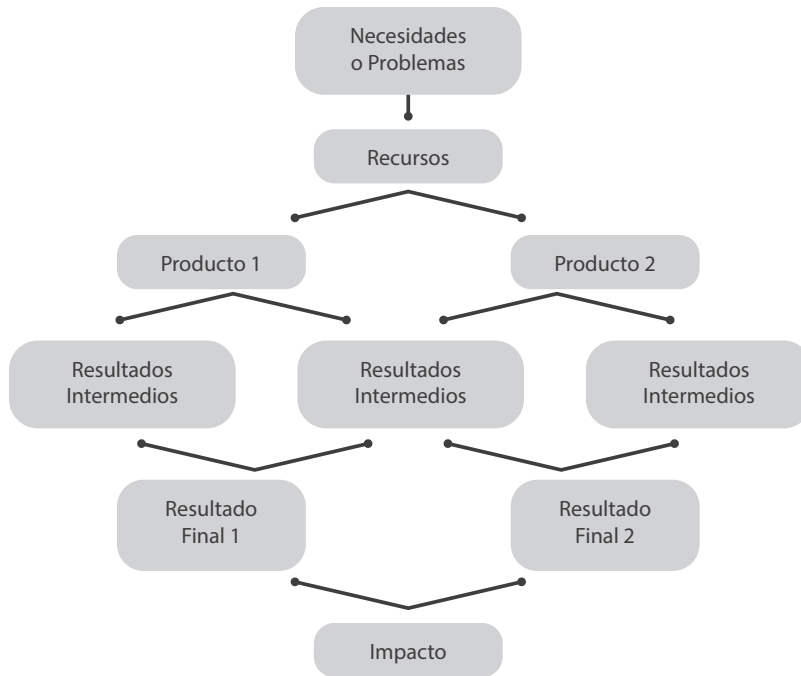 Necesidades
o Problemas
Recursos
Producto 1
Producto 2
Resultados
Intermedios
Resultados
Intermedios
Resultados
Intermedios
Resultado
Final 1
Resultado
Final 2
Impacto